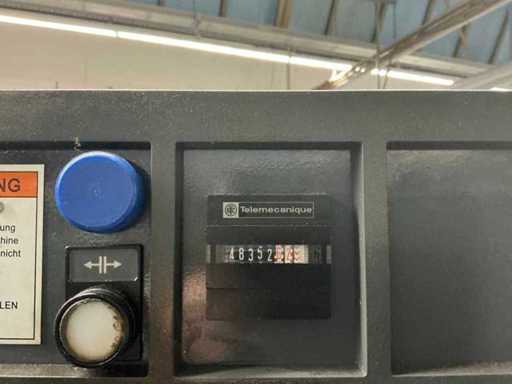 NG
ung
hine
nicht
LEN
Telemecanique
48352